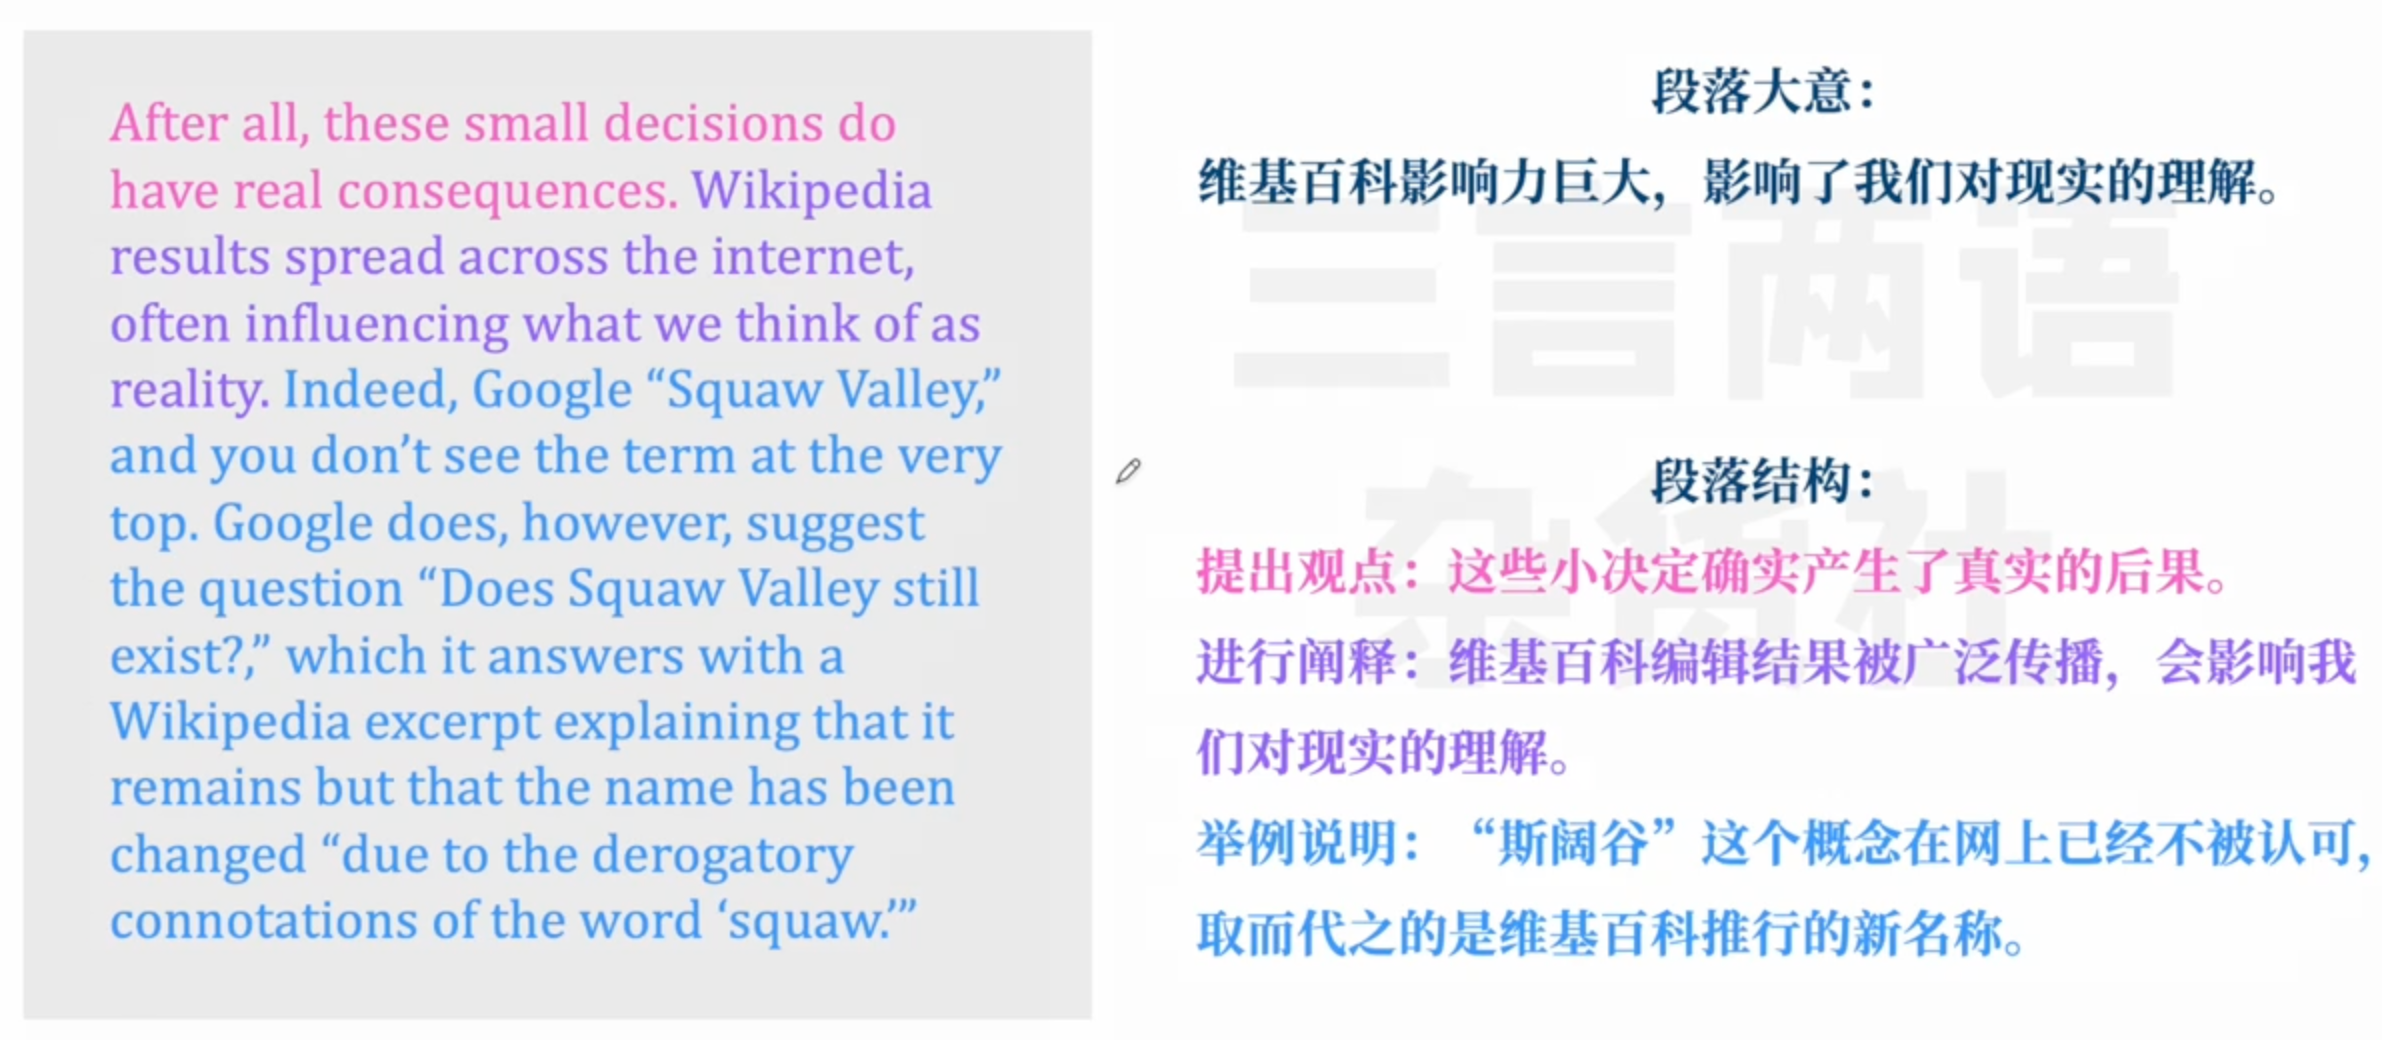 After all, these small decisions do
have real consequences. Wikipedia
results spread across the internet,
often influencing what we think of as
reality. Indeed, Google “Squaw Valley,”
and you don’t see the term at the very
top. Google does, however, suggest
the question “Does Squaw Valley still
exist?,” which it answers with a
Wikipedia excerpt explaining that it
remains but that the name has been
changed “due to the derogatory
connotations of the word ‘squaw.’”
段落大意：
维基百科影响力巨大，影响了我们对现实的理解。
段落结构：
提出观点：这些小决定确实产生了真实的后果。
进行阐释：维基百科编辑结果被广泛传播，会影响我
们对现实的理解。
举例说明：“斯阔谷”这个概念在网上已经不被认可，
取而代之的是维基百科推行的新名称。
三言两语
杂货社